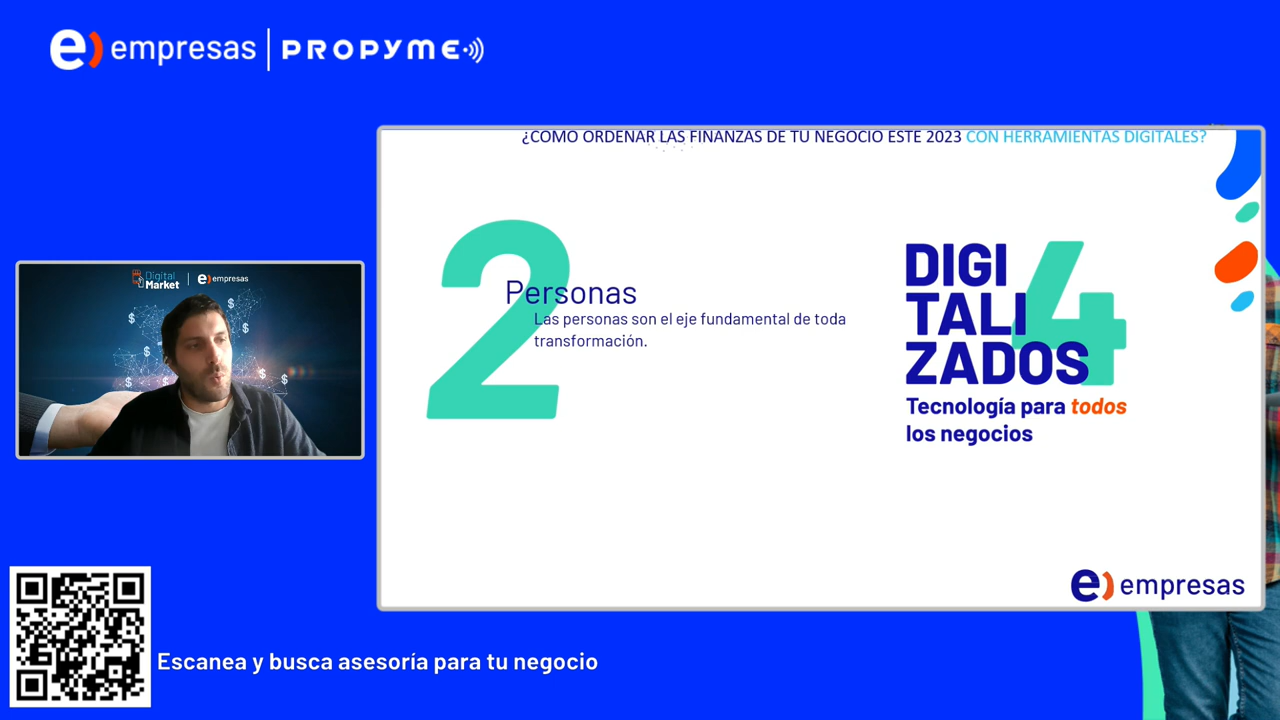 e) empresas | PROPYME
¿COMO ORDENAR LAS FINANZAS DE TU NEGOCIO ESTE 2023 CON HERRAMIENTAS DIGITALES?
2
Personas
Las personas son el eje fundamental de toda
transformación.
DIGI
TALI
ZADOS
4
Tecnología para todos
los negocios
e) empresas
Digital
Market
e) empresas
Escanea y busca asesoría para tu negocio